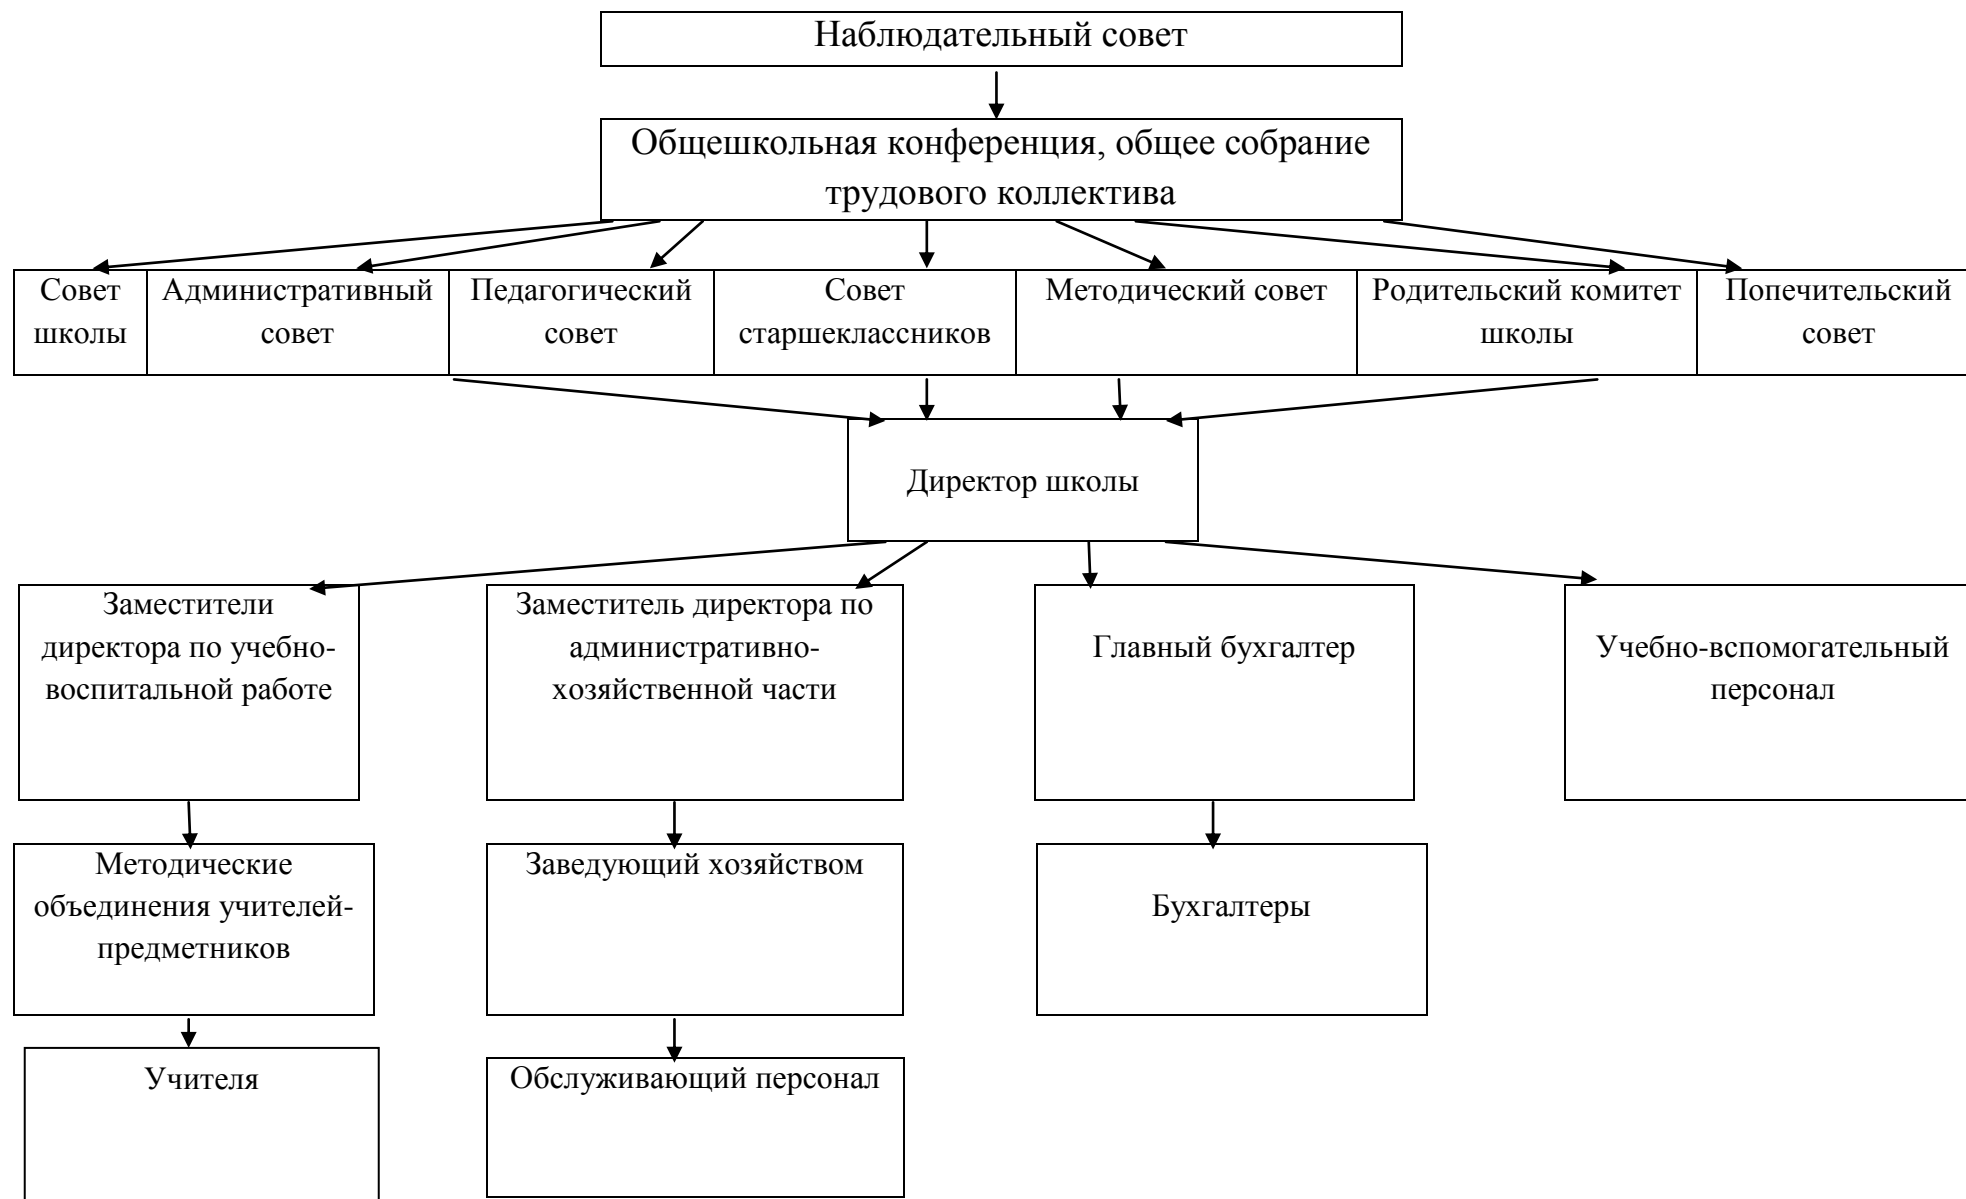 Наблюдательный совет
Общешкольная конференция, общее собрание
трудового коллектива
Совет
школы
Административный
совет
Педагогический
совет
Совет
старшеклассников
Методический совет
Родительский комитет
школы
Попечительский
совет
Директор школы
Заместители
директора по учебно-
воспитальной работе
Заместитель директора по
административно-
хозяйственной части
Главный бухгалтер
Учебно-вспомогательный
персонал
Методические
объединения учителей-
предметников
Заведующий хозяйством
Бухгалтеры
Учителя
Обслуживающий персонал